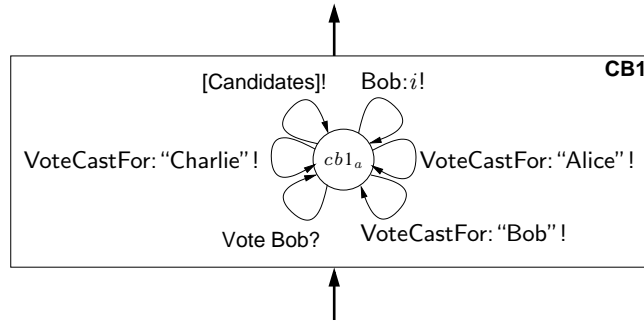 CB1
[Candidates]! Bob:i!
VoteCastFor: "Charlie"! cb1a VoteCastFor: "Alice"!
Vote Bob? VoteCastFor: "Bob"!